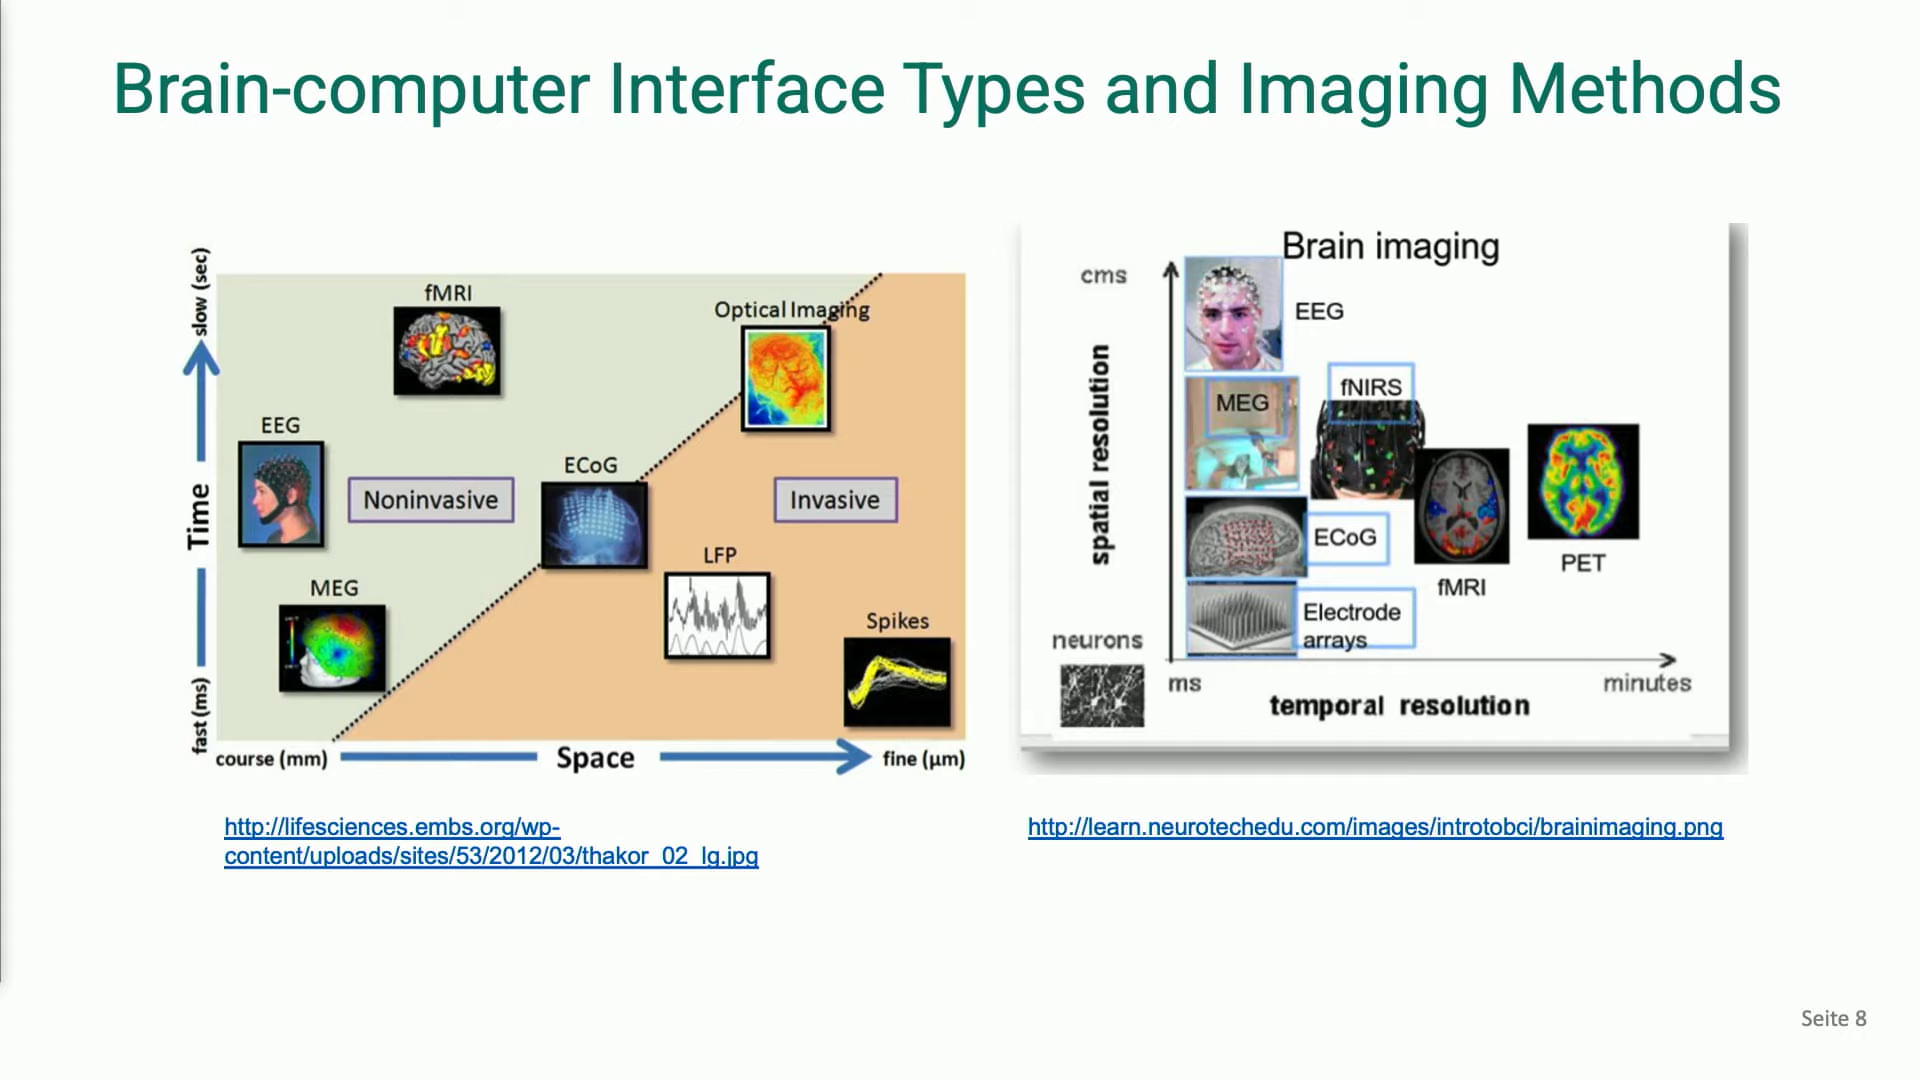 Brain-computer Interface Types and Imaging Methods
slow (sec)
Time
fast (ms)
fMRI
Optical Imaging
EEG
ECoG
Noninvasive
Invasive
LFP
MEG
Spikes
course (mm)
Space
fine (µm)
http://lifesciences.embs.org/wp-
content/uploads/sites/53/2012/03/thakor_02_lg.jpg
Brain imaging
cms
spatial resolution
neurons
EEG
MEG
fNIRS
ECoG
fMRI
PET
Electrode
arrays
ms
minutes
temporal resolution
http://learn.neurotechedu.com/images/introtobci/brainimaging.png
Seite 8